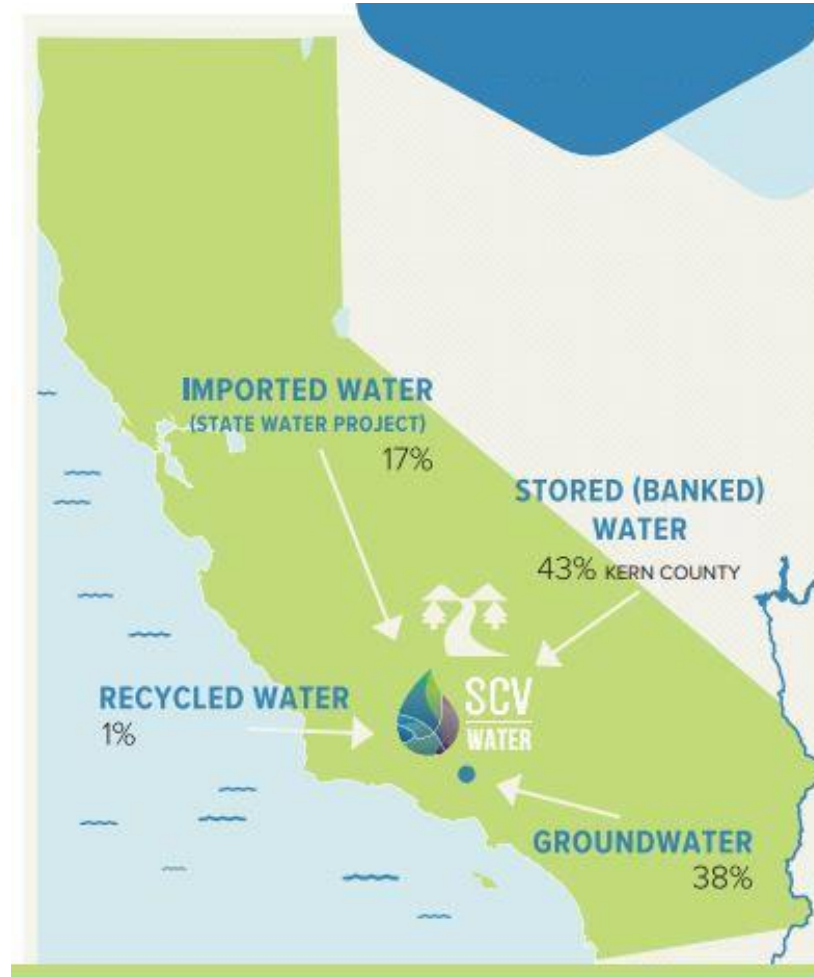 IMPORTED WATER
(STATE WATER PROJECT)
17%
STORED (BANKED)
WATER
43% KERN COUNTY
RECYCLED WATER
1%
SCV
WATER
GROUNDWATER
38%